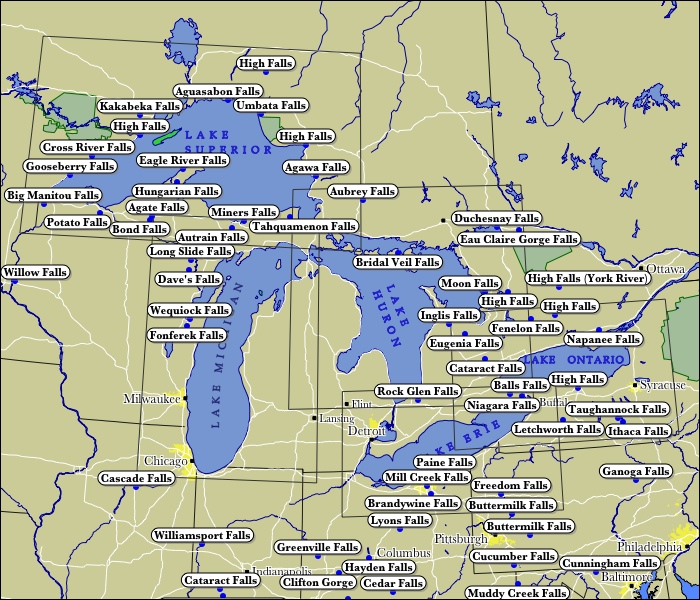 High Falls
Aguasabon Falls
Kakabeka Falls
Umbata Falls
High Falls
LAKE
SUPERIOR
High Falls
Cross River Falls
Eagle River Falls
Gooseberry Falls
Agawa Falls
Big Manitou Falls
Hungarian Falls
Aubrey Falls
Agate Falls
Miners Falls
Potato Falls
Bond Falls
Tahquamenon Falls
Duchesnay Falls
Autrain Falls
Eau Claire Gorge Falls
Long Slide Falls
Bridal Veil Falls
Willow Falls
Dave's Falls
Ottawa
High Falls (York River)
Moon Falls
LAKE MICHIGAN
LAKE
HURON
High Falls
High Falls
Wequiock Falls
Inglis Falls
Fenelon Falls
Fonferek Falls
Eugenia Falls
Napanee Falls
LAKE ONTARIO
Cataract Falls
High Falls
Balls Falls
Syracuse
Rock Glen Falls
Milwaukee
Flint
Niagara Falls
Buffal
Taughannock Falls
Lansing
Detroit
Letchworth Falls
Ithaca Falls
KE ERIE
Chicago
Paine Falls
Cascade Falls
Mill Creek Falls
Ganoga Falls
Freedom Falls
Brandywine Falls
Buttermilk Falls
Lyons Falls
Buttermilk Falls
Williamsport Falls
Pittsburgh
Greenville Falls
Columbus
Philadelphia
Cucumber Falls
Cunningham Falls
Indianapolis
Hayden Falls
Cataract Falls
Clifton Gorge
Cedar Falls
Baltimore
Muddy Creek Falls